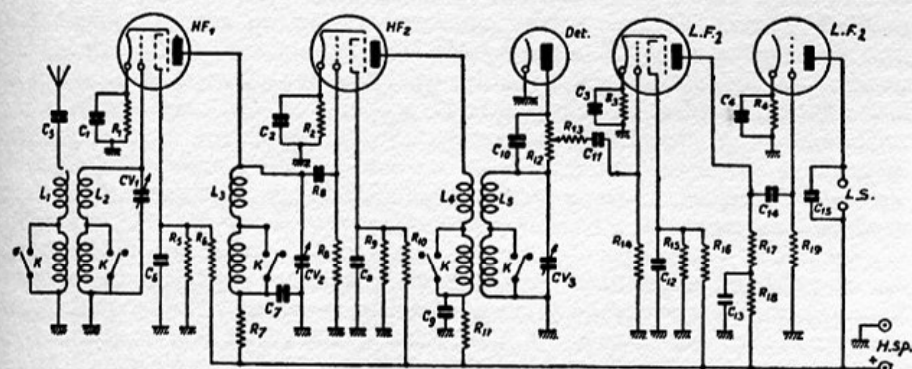 HF1
HF2
Det.
L.F.2
L.F.2
C5
C1
R1
C2
R2
C3
R3
C4
R4
L1
L2
CV1
L3
R8
C10
R12
R13
C11
L4
L5
C14
C15
L.S.
K
K
K
K
K
C6
R5
R6
CV2
R8
R9
C8
R10
CV3
R14
C12
R15
R16
R17
R19
C7
R7
C9
R11
C13
R18
H.Sp.
+